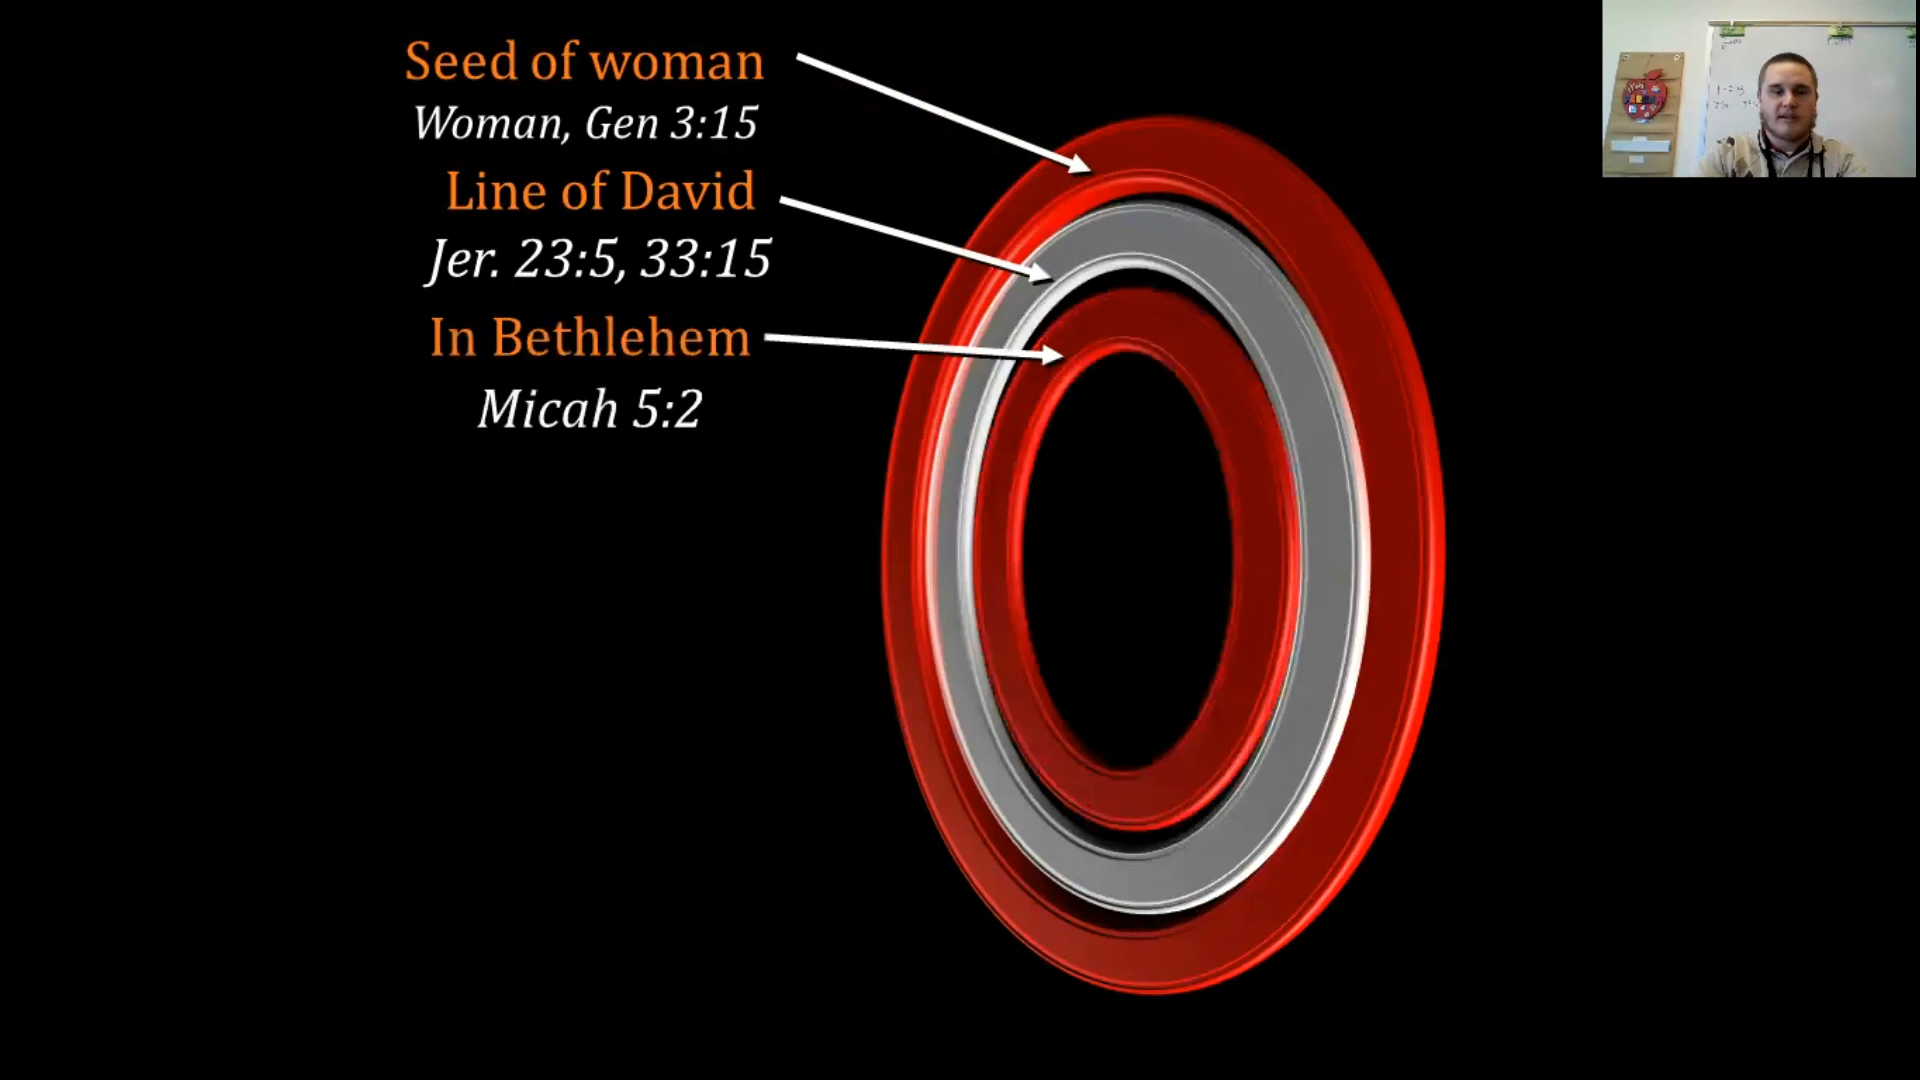 Seed of woman
Woman, Gen 3:15
Line of David
Jer. 23:5, 33:15
In Bethlehem
Micah 5:2